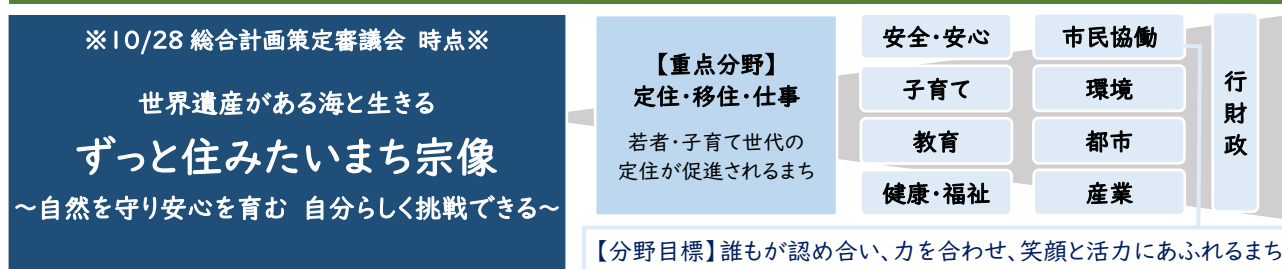 ※10/28 総合計画策定審議会 時点※
世界遺産がある海と生きる
ずっと住みたいまち宗像
～自然を守り安心を育む 自分らしく挑戦できる～
【重点分野】
定住・移住・仕事
若者・子育て世代の
定住が促進されるまち
安全・安心
子育て
教育
健康・福祉
市民協働
環境
都市
産業
行財政
【分野目標】誰もが認め合い、力を合わせ、笑顔と活力にあふれるまち